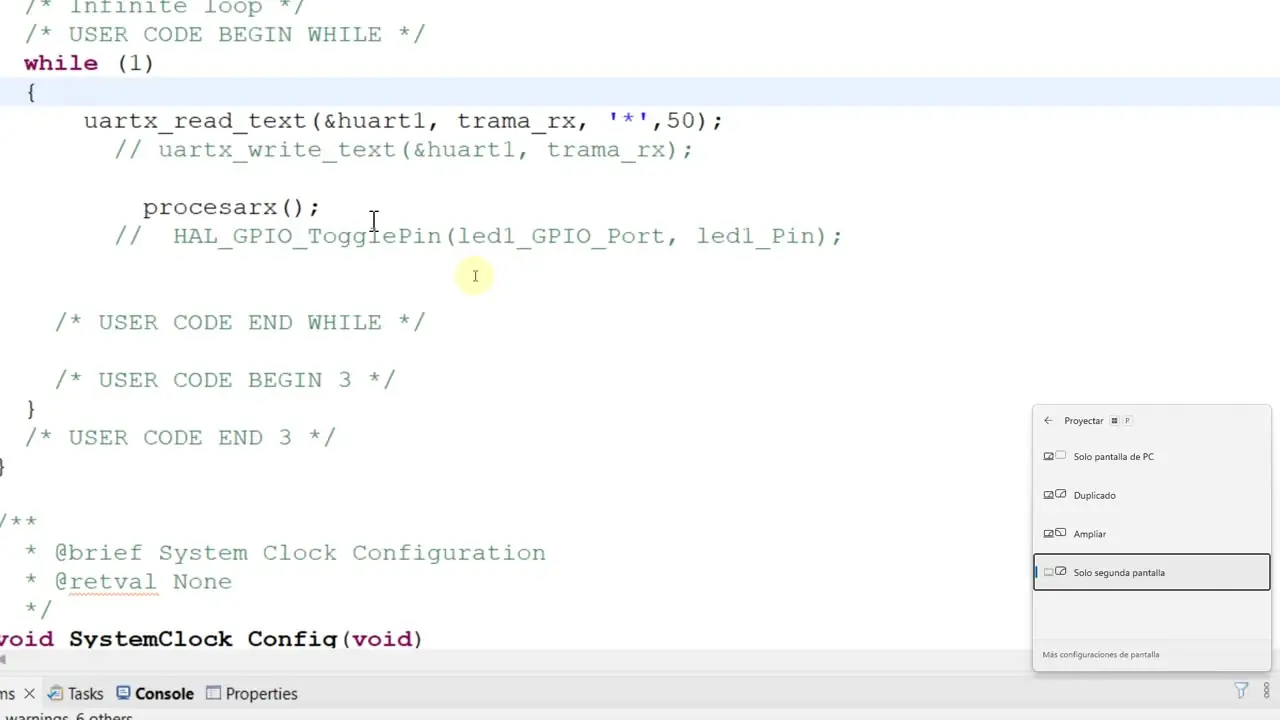 /* Infinite loop */
/* USER CODE BEGIN WHILE */
while (1)
{
uartx_read_text(&huart1, trama_rx, '*',50);
// uartx_write_text(&huart1, trama_rx);
procesarx();
// HAL_GPIO_TogglePin(led1_GPIO_Port, led1_Pin);
/* USER CODE END WHILE */
/* USER CODE BEGIN 3 */
}
/* USER CODE END 3 */
}
/**
* @brief System Clock Configuration
* @retval None
*/
void SystemClock_Config(void)
Proyectar P
Solo pantalla de PC
Duplicado
Ampliar
Solo segunda pantalla
Más configuraciones de pantalla
Tasks Console Properties
warnings, 6 others